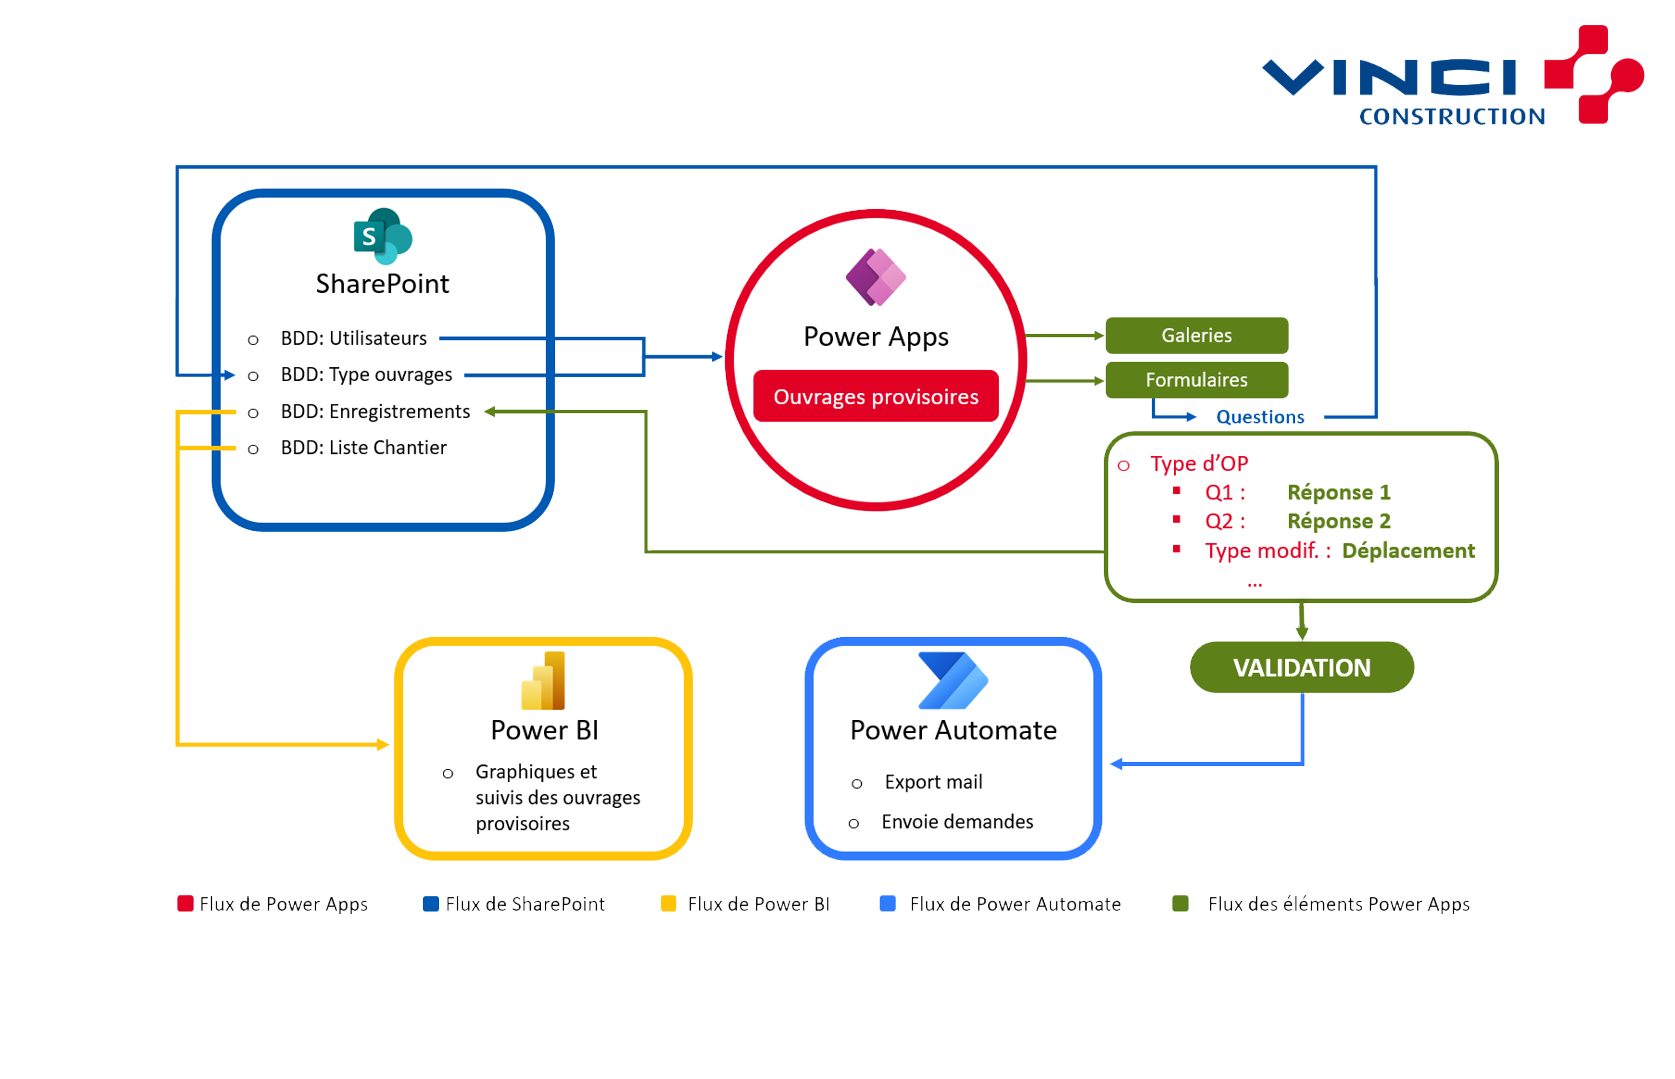 VINCI
CONSTRUCTION
S
SharePoint
BDD: Utilisateurs
BDD: Type ouvrages
BDD: Enregistrements
BDD: Liste Chantier
Power Apps
Ouvrages provisoires
Galeries
Formulaires
Questions
Type d’OP
Q1 : Réponse 1
Q2 : Réponse 2
Type modif. : Déplacement
...
VALIDATION
Power BI
Graphiques et
suivis des ouvrages
provisoires
Power Automate
Export mail
Envoie demandes
Flux de Power Apps
Flux de SharePoint
Flux de Power BI
Flux de Power Automate
Flux des éléments Power Apps